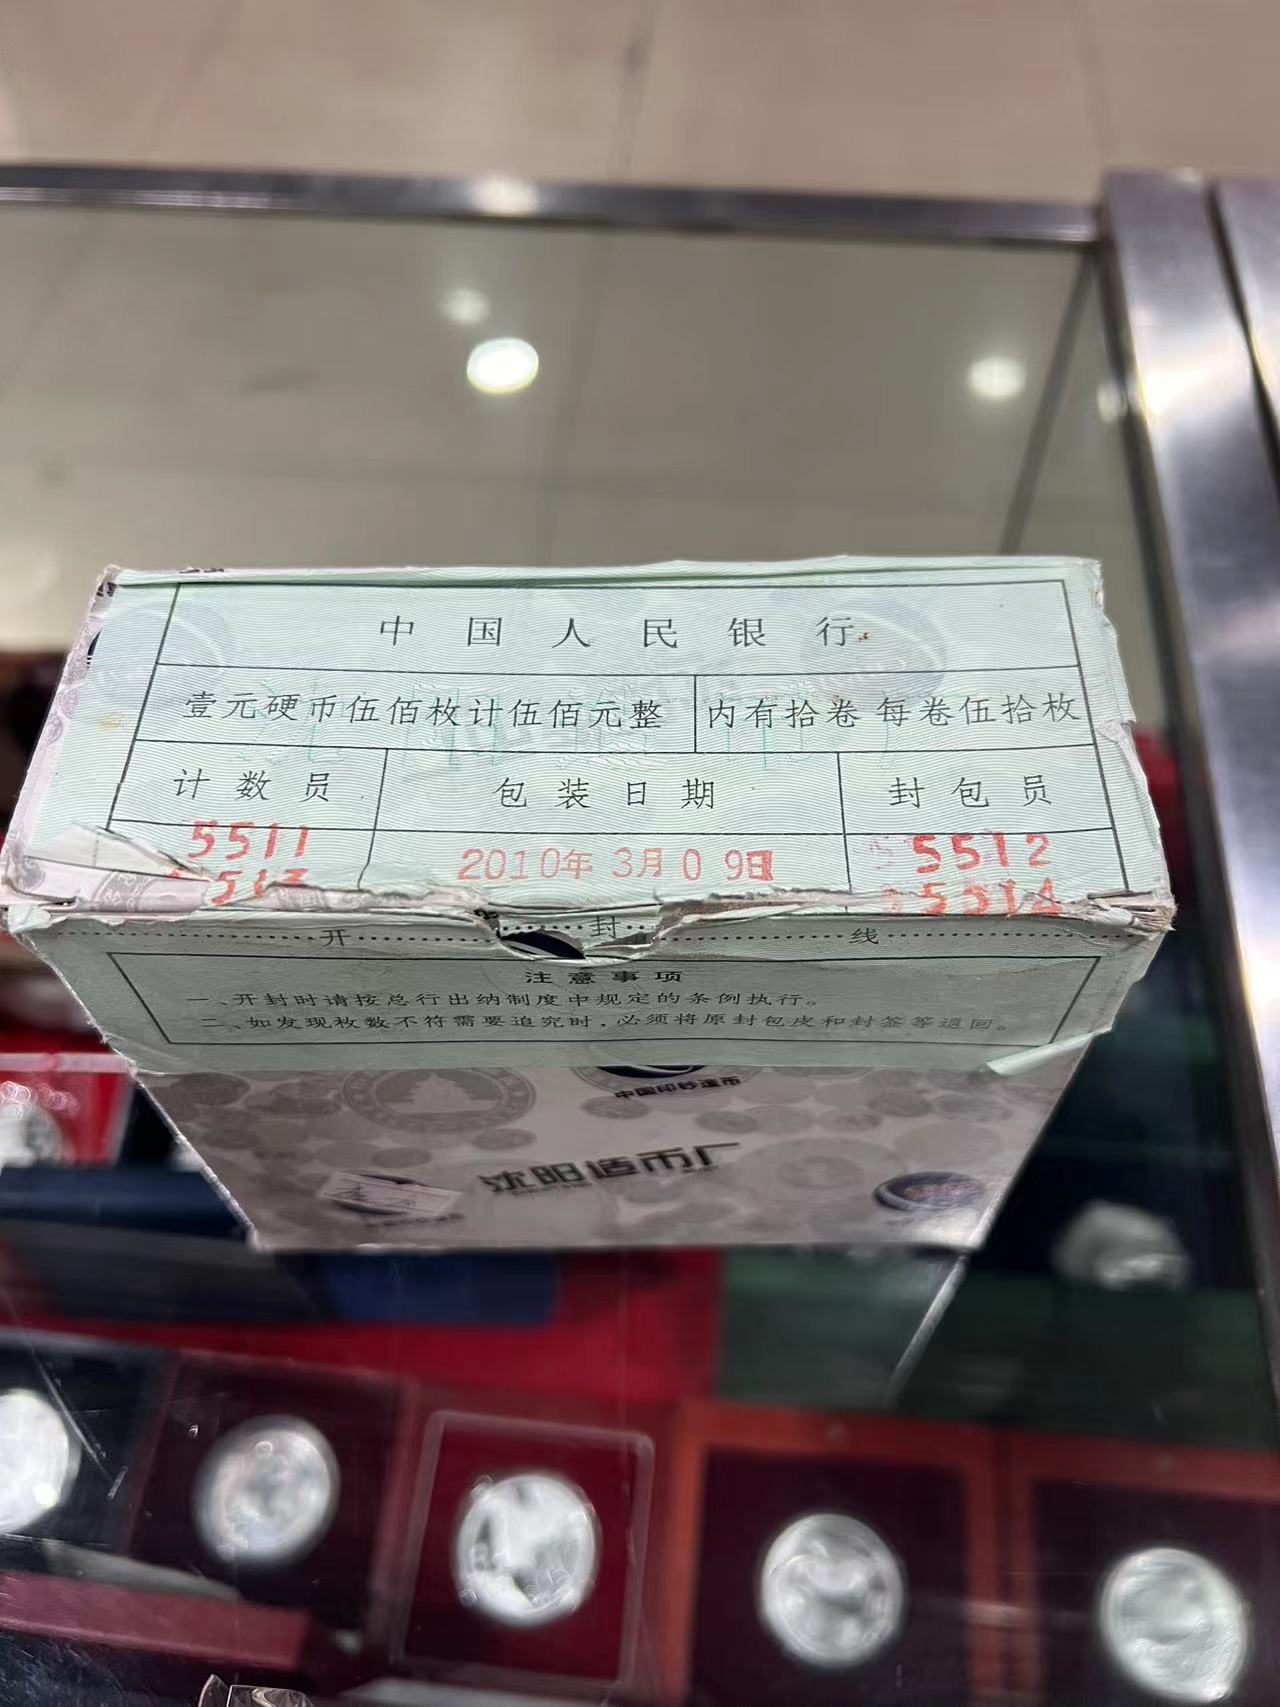 中国人民银行
壹元硬币伍佰枚计伍佰元整 内有拾卷 每卷伍拾枚
计数员 包装日期 封包员
5511 2010年 3月 09日 5512
5513 5514
开 封 线
注意事项
一、开封时请按总行出纳制度中规定的条例执行。
二、如发现枚数不符需要追究时，必须将原封包皮和封签等退回。
中国印钞造币
沈阳造币厂